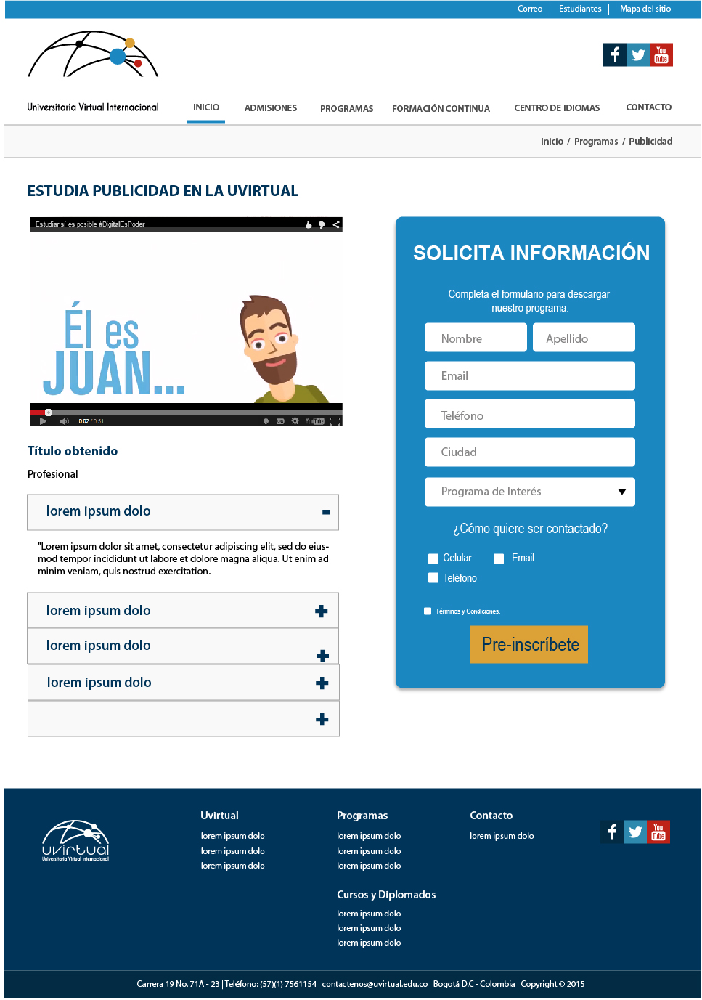 Correo | Estudiantes | Mapa del sitio
You
Tube
Universitaria Virtual Internacional
INICIO ADMISIONES PROGRAMAS FORMACIÓN CONTINUA CENTRO DE IDIOMAS CONTACTO
Inicio / Programas / Publicidad
ESTUDIA PUBLICIDAD EN LA UVIRTUAL
Estudiar sí es posible #DigitalEsPoder
Él es
JUAN...
0:02 / 0:51
YouTube
Título obtenido
Profesional
lorem ipsum dolo -
"Lorem ipsum dolor sit amet, consectetur adipiscing elit, sed do eius-
mod tempor incididunt ut labore et dolore magna aliqua. Ut enim ad
minim veniam, quis nostrud exercitation.
lorem ipsum dolo +
lorem ipsum dolo +
lorem ipsum dolo +
+
SOLICITA INFORMACIÓN
Completa el formulario para descargar
nuestro programa.
Nombre Apellido
Email
Teléfono
Ciudad
Programa de Interés
¿Cómo quiere ser contactado?
Celular Email
Teléfono
Términos y Condiciones.
Pre-inscríbete
uvirtual
Universitaria Virtual Internacional
Uvirtual
lorem ipsum dolo
lorem ipsum dolo
lorem ipsum dolo
Programas
lorem ipsum dolo
lorem ipsum dolo
lorem ipsum dolo
Cursos y Diplomados
lorem ipsum dolo
lorem ipsum dolo
lorem ipsum dolo
Contacto
lorem ipsum dolo
You
Tube
Carrera 19 No. 71A - 23 | Teléfono: (57)(1) 7561154 | contactenos@uvirtual.edu.co | Bogotá D.C - Colombia | Copyright © 2015